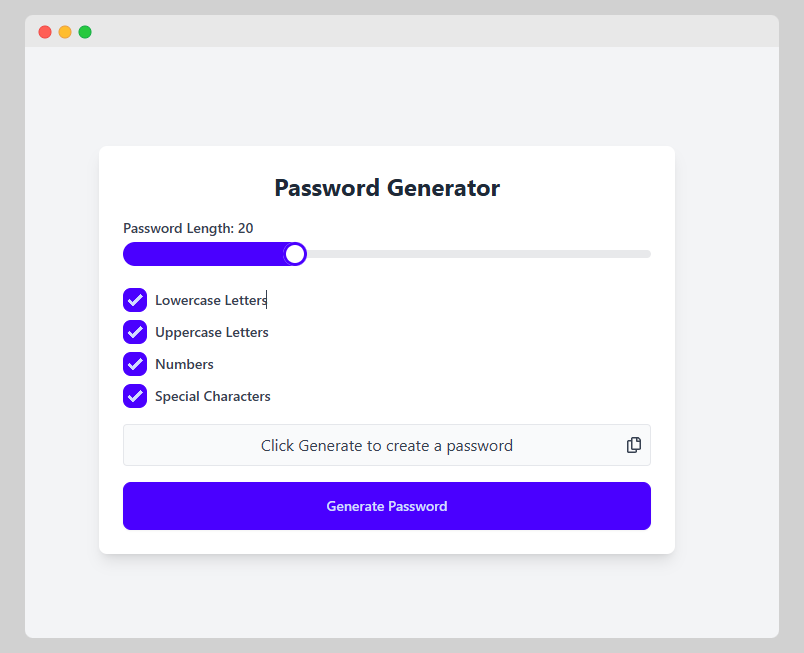 Password Generator
Password Length: 20
Lowercase Letters
Uppercase Letters
Numbers
Special Characters
Click Generate to create a password
Generate Password